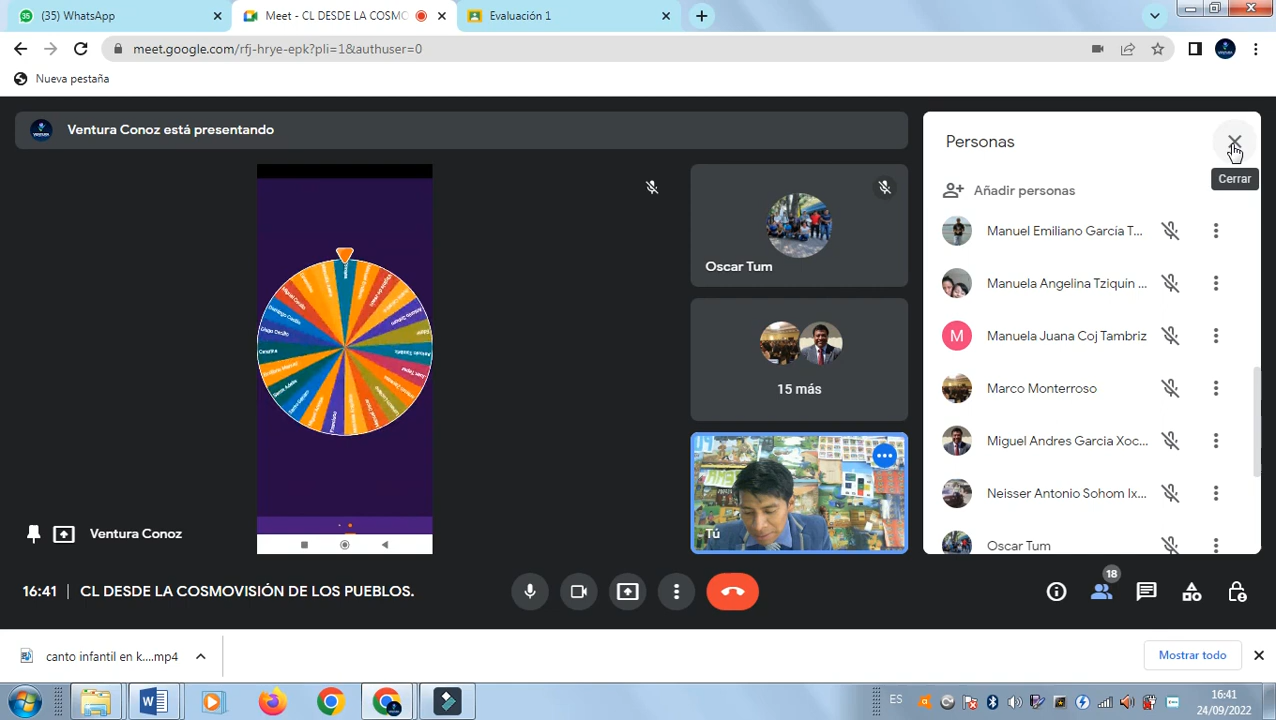 (35) WhatsApp
Meet - CL DESDE LA COSMO
Evaluación 1
meet.google.com/rfj-hrye-epk?pli=1&authuser=0
Nueva pestaña
Ventura Conoz está presentando
Oscar Tum
15 más
Tú
Ventura Conoz
Personas
Cerrar
Añadir personas
Manuel Emiliano Garcia T...
Manuela Angelina Tziquin ...
M Manuela Juana Coj Tambriz
Marco Monterroso
Miguel Andres Garcia Xoc...
Neisser Antonio Sohom Ix...
Oscar Tum
16:41 | CL DESDE LA COSMOVISIÓN DE LOS PUEBLOS.
18
canto infantil en k....mp4
Mostrar todo
ES
16:41
24/09/2022